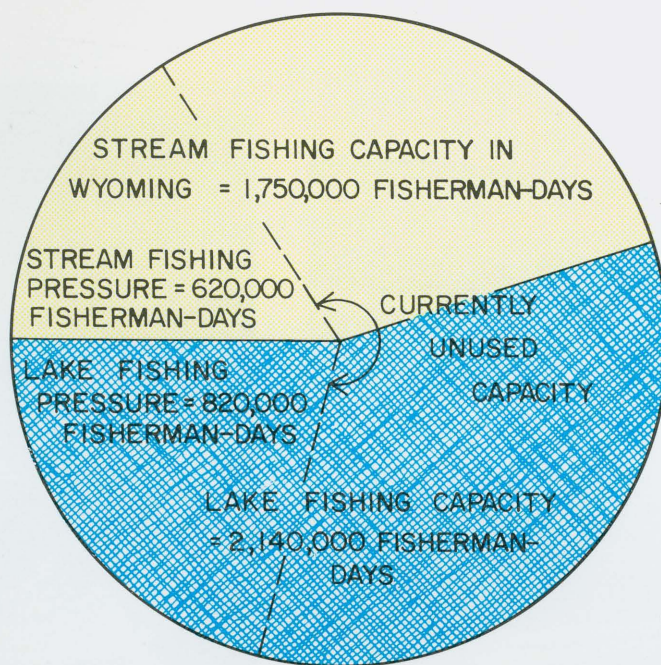 STREAM FISHING CAPACITY IN
WYOMING = 1,750,000 FISHERMAN-DAYS
STREAM FISHING
PRESSURE = 620,000
FISHERMAN-DAYS
CURRENTLY
UNUSED
CAPACITY
LAKE FISHING
PRESSURE = 820,000
FISHERMAN-DAYS
LAKE FISHING CAPACITY
= 2,140,000 FISHERMAN-
DAYS